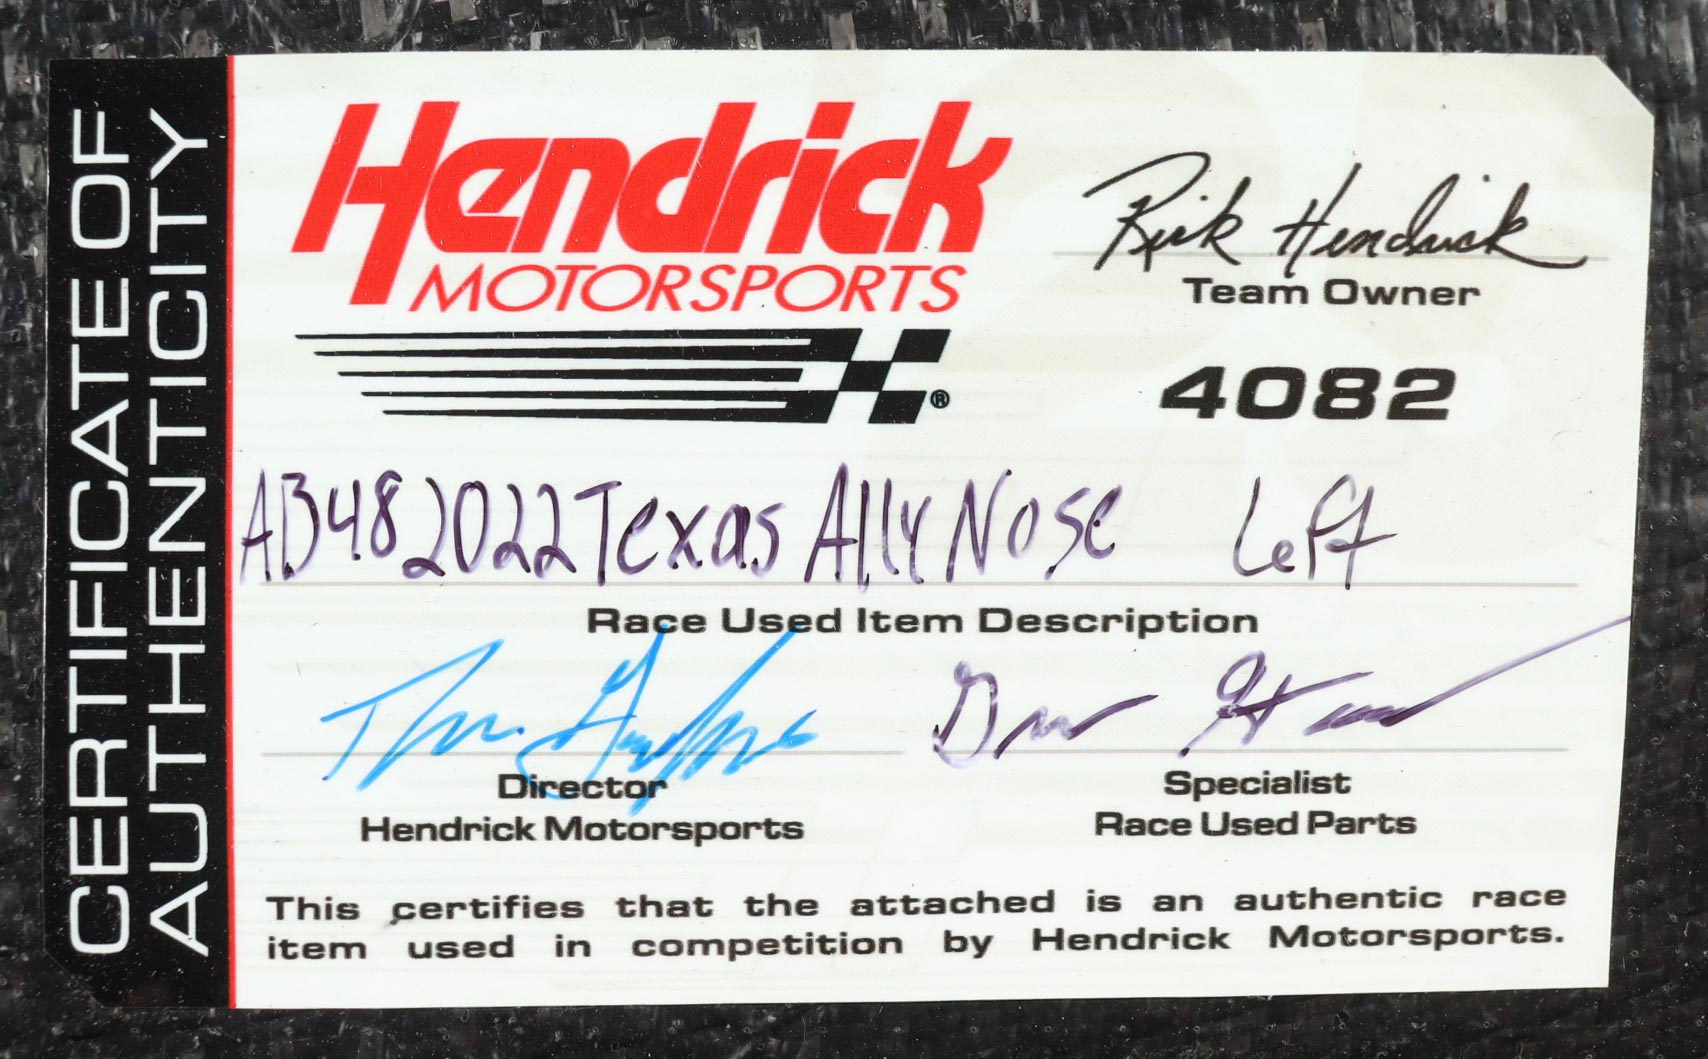 CERTIFICATE OF
AUTHENTICITY
Hendrick
MOTORSPORTS
®
Rick Hendrick
Team Owner
4082
AB48 2022 Texas Ally Nose Left
Race Used Item Description
Director
Hendrick Motorsports
Specialist
Race Used Parts
This certifies that the attached is an authentic race
item used in competition by Hendrick Motorsports.